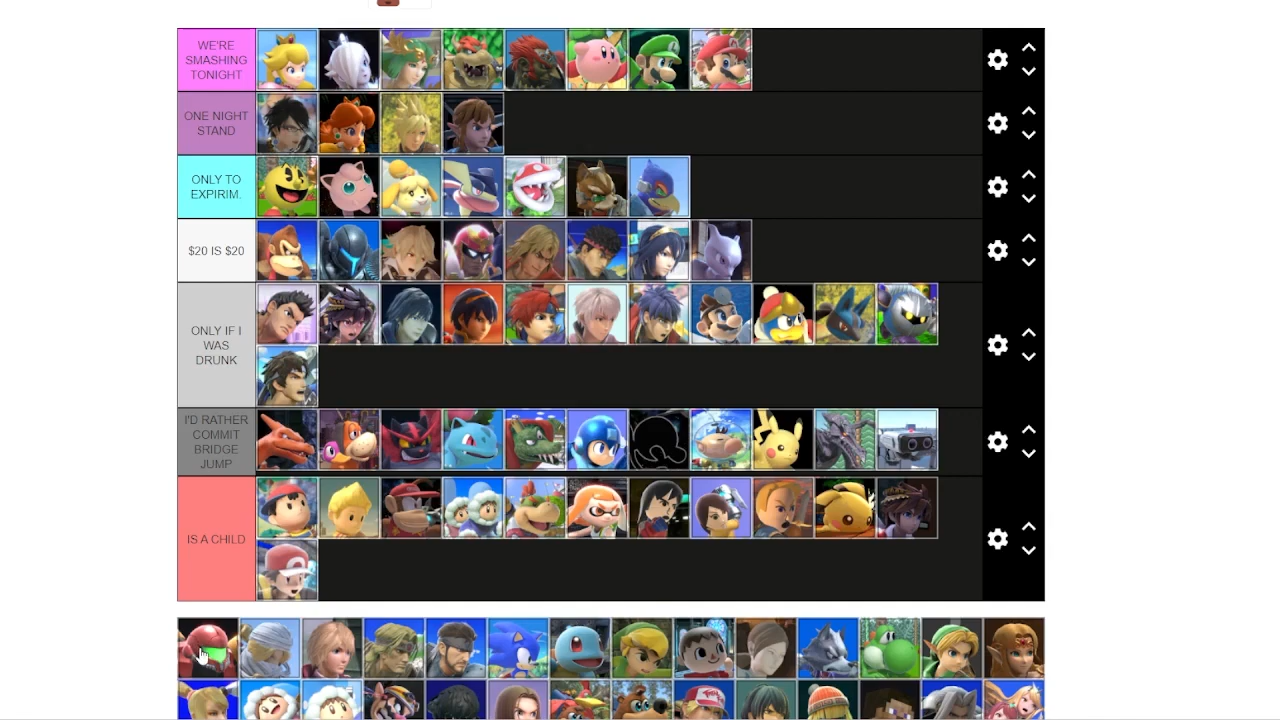 WE'RE
SMASHING
TONIGHT
ONE NIGHT
STAND
ONLY TO
EXPIRIM.
$20 IS $20
ONLY IF I
WAS
DRUNK
I'D RATHER
COMMIT
BRIDGE
JUMP
IS A CHILD